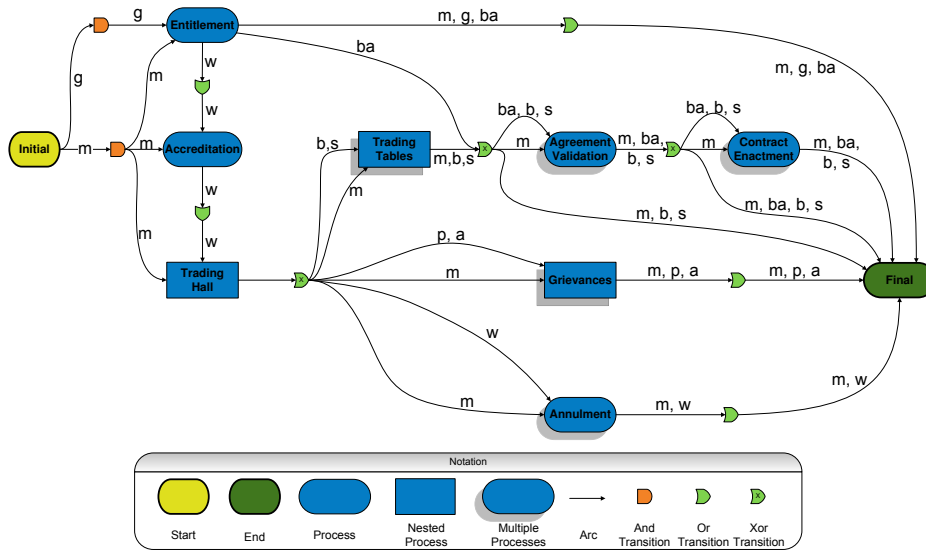 g
Entitlement
m, g, ba
g
m
w
ba
m, g, ba
w
Initial
m
m
Accreditation
b,s
Trading
Tables
m,b,s
ba, b, s
m
Agreement
Validation
m, ba,
b, s
ba, b, s
m
Contract
Enactment
m, ba,
b, s
w
m
m
m, b, s
m, ba, b, s
w
Trading
Hall
p, a
m
Grievances
m, p, a
m, p, a
Final
w
m
Annulment
m, w
m, w
x
x
x
Notation
Start
End
Process
Nested
Process
Multiple
Processes
Arc
And
Transition
Or
Transition
x
Xor
Transition